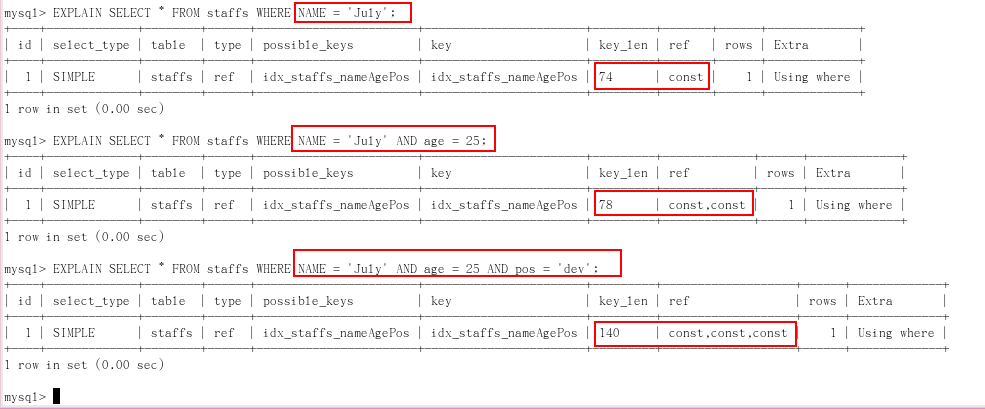 mysql> EXPLAIN SELECT * FROM staffs WHERE NAME = 'July';
| id | select_type | table | type | possible_keys | key | key_len | ref | rows | Extra |
| 1 | SIMPLE | staffs | ref | idx_staffs_nameAgePos | idx_staffs_nameAgePos | 74 | const | 1 | Using where |
1 row in set (0.00 sec)
mysql> EXPLAIN SELECT * FROM staffs WHERE NAME = 'July' AND age = 25;
| id | select_type | table | type | possible_keys | key | key_len | ref | rows | Extra |
| 1 | SIMPLE | staffs | ref | idx_staffs_nameAgePos | idx_staffs_nameAgePos | 78 | const,const | 1 | Using where |
1 row in set (0.00 sec)
mysql> EXPLAIN SELECT * FROM staffs WHERE NAME = 'July' AND age = 25 AND pos = 'dev';
| id | select_type | table | type | possible_keys | key | key_len | ref | rows | Extra |
| 1 | SIMPLE | staffs | ref | idx_staffs_nameAgePos | idx_staffs_nameAgePos | 140 | const,const,const | 1 | Using where |
1 row in set (0.00 sec)
mysql>